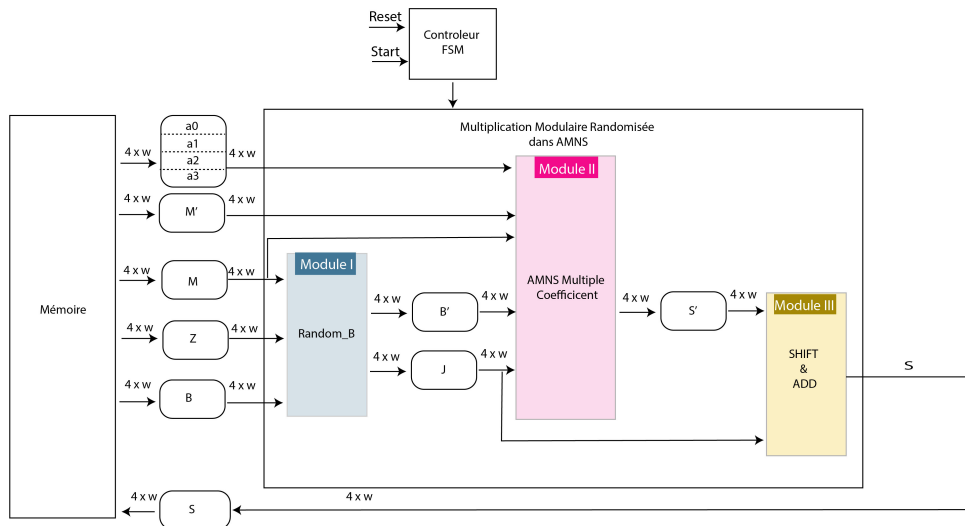 Reset
Start
Controleur
FSM
Multiplication Modulaire Randomisée
dans AMNS
a0
a1
a2
a3
4 x w
4 x w
Module II
4 x w
M'
4 x w
Module I
4 x w
M
4 x w
AMNS Multiple
Coefficicent
Mémoire
4 x w
B'
4 x w
4 x w
S'
4 x w
Module III
4 x w
Z
4 x w
Random_B
4 x w
J
4 x w
SHIFT
&
ADD
S
4 x w
B
4 x w
4 x w
S
4 x w